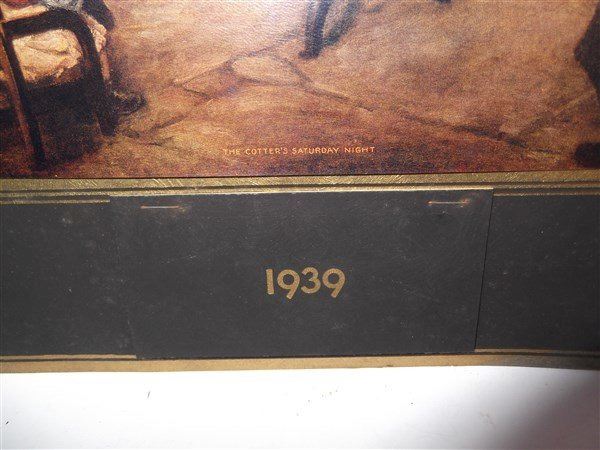 THE COTTER'S SATURDAY NIGHT
1939